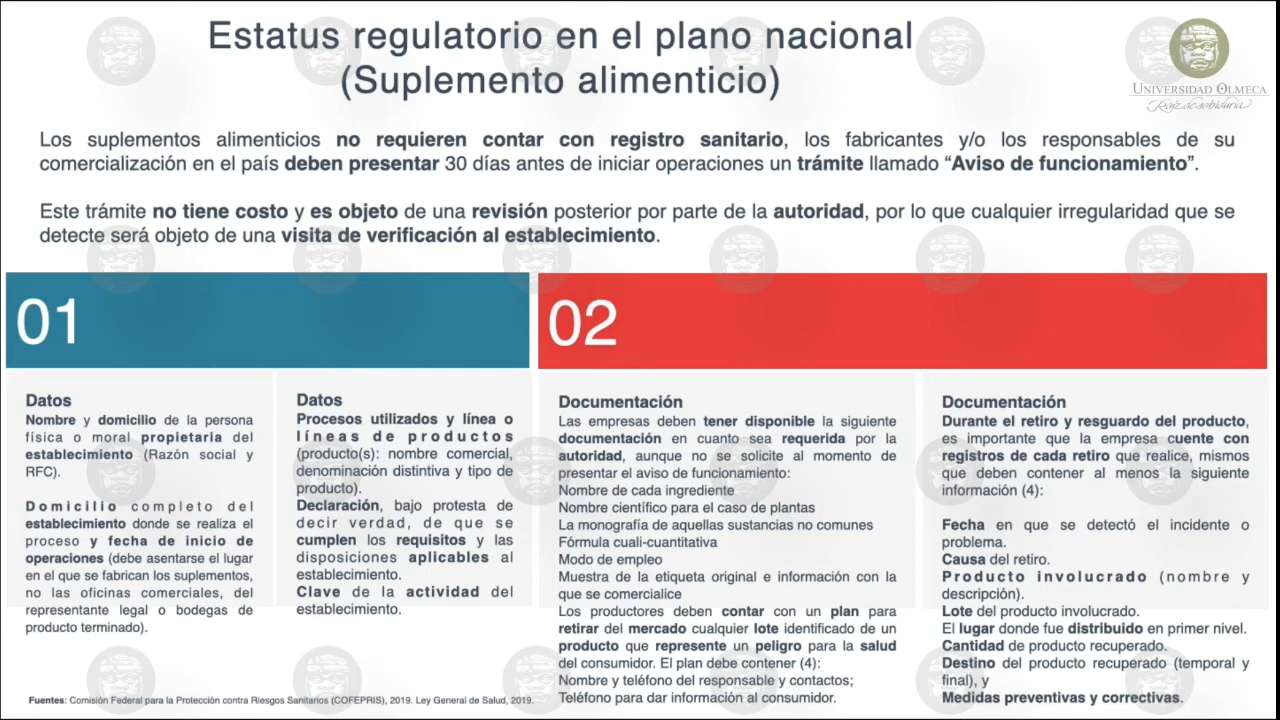 Estatus regulatorio en el plano nacional
(Suplemento alimenticio)
UNIVERSIDAD OLMECA
Raíz de sabiduría
Los suplementos alimenticios no requieren contar con registro sanitario, los fabricantes y/o los responsables de su
comercialización en el país deben presentar 30 días antes de iniciar operaciones un trámite llamado “Aviso de funcionamiento”.
Este trámite no tiene costo y es objeto de una revisión posterior por parte de la autoridad, por lo que cualquier irregularidad que se
detecte será objeto de una visita de verificación al establecimiento.
01
Datos
Nombre y domicilio de la persona
física o moral propietaria del
establecimiento (Razón social y
RFC).
Domicilio completo del
establecimiento donde se realiza el
proceso y fecha de inicio de
operaciones (debe asentarse el lugar
en el que se fabrican los suplementos,
no las oficinas comerciales, del
representante legal o bodegas de
producto terminado).
Datos
Procesos utilizados y línea o
líneas de productos
(producto(s): nombre comercial,
denominación distintiva y tipo de
producto).
Declaración, bajo protesta de
decir verdad, de que se
cumplen los requisitos y las
disposiciones aplicables al
establecimiento.
Clave de la actividad del
establecimiento.
02
Documentación
Las empresas deben tener disponible la siguiente
documentación en cuanto sea requerida por la
autoridad, aunque no se solicite al momento de
presentar el aviso de funcionamiento:
Nombre de cada ingrediente
Nombre científico para el caso de plantas
La monografía de aquellas sustancias no comunes
Fórmula cuali-cuantitativa
Modo de empleo
Muestra de la etiqueta original e información con la
que se comercialice
Los productores deben contar con un plan para
retirar del mercado cualquier lote identificado de un
producto que represente un peligro para la salud
del consumidor. El plan debe contener (4):
Nombre y teléfono del responsable y contactos;
Teléfono para dar información al consumidor.
Documentación
Durante el retiro y resguardo del producto,
es importante que la empresa cuente con
registros de cada retiro que realice, mismos
que deben contener al menos la siguiente
información (4):
Fecha en que se detectó el incidente o
problema.
Causa del retiro.
Producto involucrado (nombre y
descripción).
Lote del producto involucrado.
El lugar donde fue distribuido en primer nivel.
Cantidad de producto recuperado.
Destino del producto recuperado (temporal y
final), y
Medidas preventivas y correctivas.
Fuentes: Comisión Federal para la Protección contra Riesgos Sanitarios (COFEPRIS), 2019. Ley General de Salud, 2019.